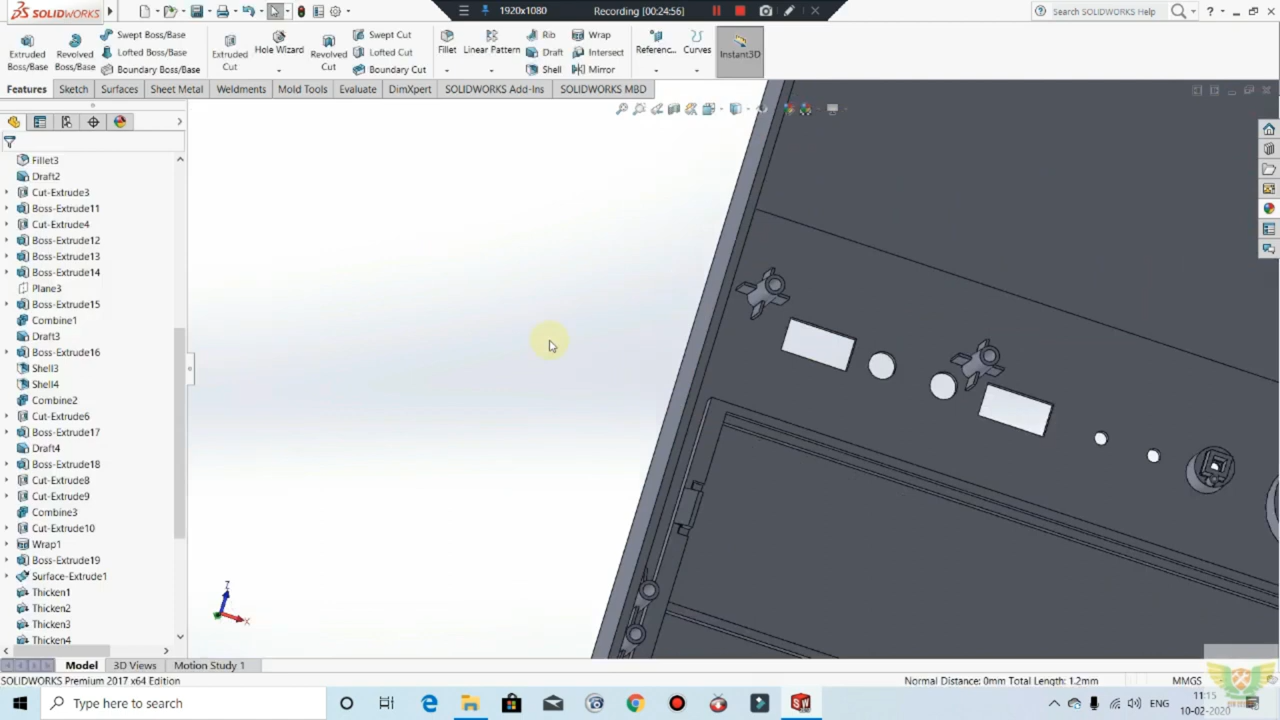 SOLIDWORKS
1920x1080
Recording [00:24:56]
Search SOLIDWORKS Help
Extruded Boss/Base
Revolved Boss/Base
Swept Boss/Base
Lofted Boss/Base
Boundary Boss/Base
Extruded Cut
Hole Wizard
Revolved Cut
Swept Cut
Lofted Cut
Boundary Cut
Fillet
Linear Pattern
Rib
Draft
Shell
Wrap
Intersect
Mirror
Referenc...
Curves
Instant3D
Features Sketch Surfaces Sheet Metal Weldments Mold Tools Evaluate DimXpert SOLIDWORKS Add-Ins SOLIDWORKS MBD
Fillet3
Draft2
Cut-Extrude3
Boss-Extrude11
Cut-Extrude4
Boss-Extrude12
Boss-Extrude13
Boss-Extrude14
Plane3
Boss-Extrude15
Combine1
Draft3
Boss-Extrude16
Shell3
Shell4
Combine2
Cut-Extrude6
Boss-Extrude17
Draft4
Boss-Extrude18
Cut-Extrude8
Cut-Extrude9
Combine3
Cut-Extrude10
Wrap1
Boss-Extrude19
Surface-Extrude1
Thicken1
Thicken2
Thicken3
Thicken4
Z
X
Model 3D Views Motion Study 1
SOLIDWORKS Premium 2017 x64 Edition
Normal Distance: 0mm Total Length: 1.2mm
MMGS
Type here to search
ENG
11:15
10-02-2020